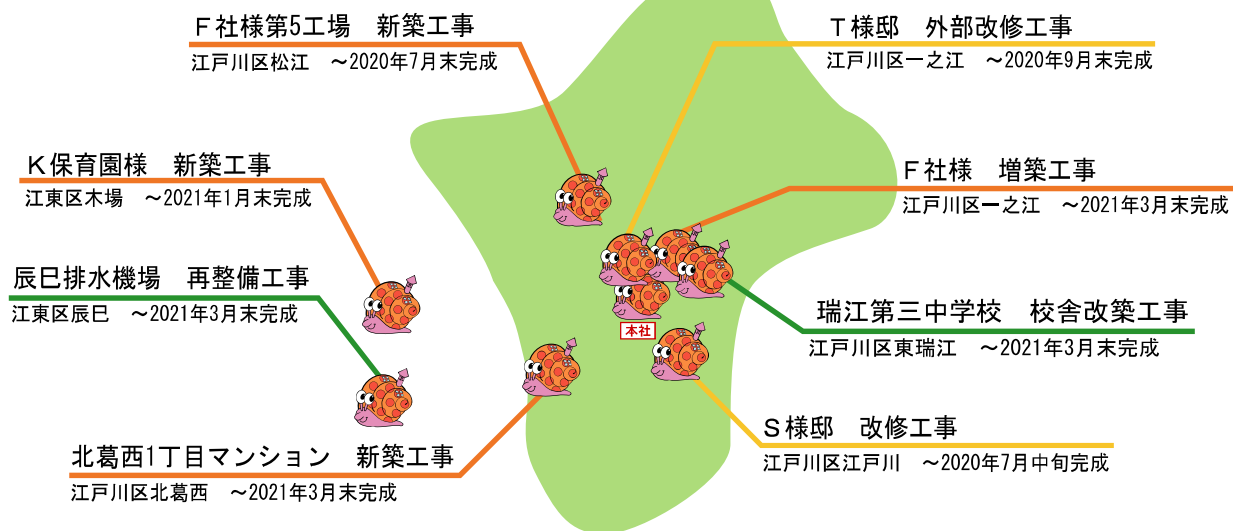 F社様第5工場　新築工事
江戸川区松江　～2020年7月末完成
T様邸　外部改修工事
江戸川区一之江　～2020年9月末完成
K保育園様　新築工事
江東区木場　～2021年1月末完成
F社様　増築工事
江戸川区一之江　～2021年3月末完成
辰巳排水機場　再整備工事
江東区辰巳　～2021年3月末完成
瑞江第三中学校　校舎改築工事
江戸川区東瑞江　～2021年3月末完成
本社
S様邸　改修工事
江戸川区江戸川　～2020年7月中旬完成
北葛西1丁目マンション　新築工事
江戸川区北葛西　～2021年3月末完成